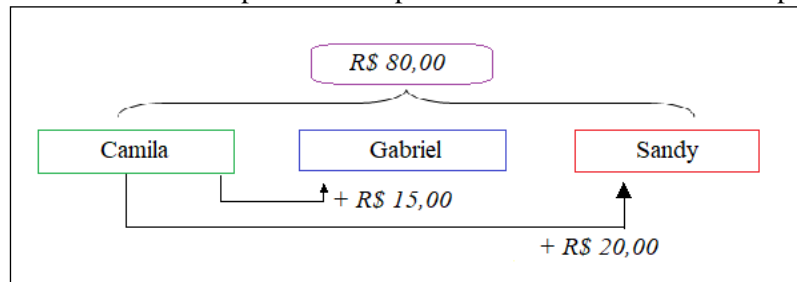 R$ 80,00
Camila Gabriel Sandy
+ R$ 15,00
+ R$ 20,00